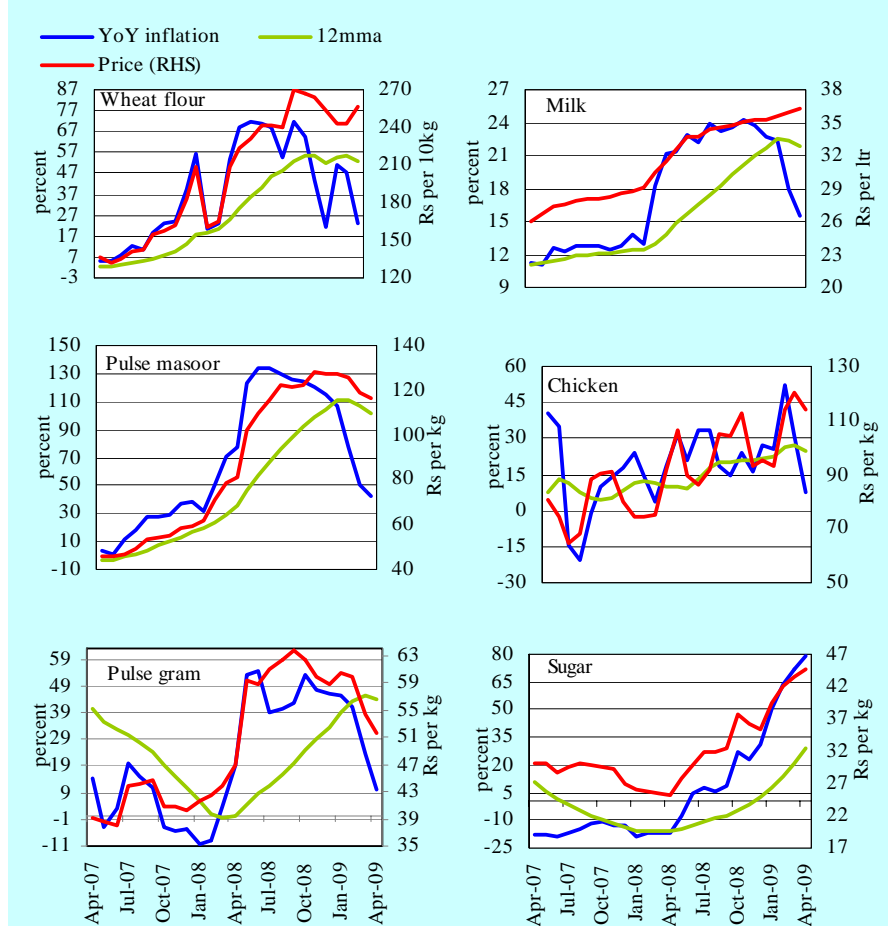 YoY inflation 12mma
Price (RHS)
Wheat flour
87
77
67
57
47
37
27
17
7
-3
percent
270
240
210
180
150
120
Rs per 10kg
Milk
27
24
21
18
15
12
9
percent
38
35
32
29
26
23
20
Rs per ltr
Pulse masoor
150
130
110
90
70
50
30
10
-10
percent
140
120
100
80
60
40
Rs per kg
Chicken
60
45
30
15
0
-15
-30
percent
130
110
90
70
50
Rs per kg
Pulse gram
59
49
39
29
19
9
-1
-11
percent
63
59
55
51
47
43
39
35
Rs per kg
Apr-07
Jul-07
Oct-07
Jan-08
Apr-08
Jul-08
Oct-08
Jan-09
Apr-09
Sugar
80
65
50
35
20
5
-10
-25
percent
47
42
37
32
27
22
17
Rs per kg
Apr-07
Jul-07
Oct-07
Jan-08
Apr-08
Jul-08
Oct-08
Jan-09
Apr-09